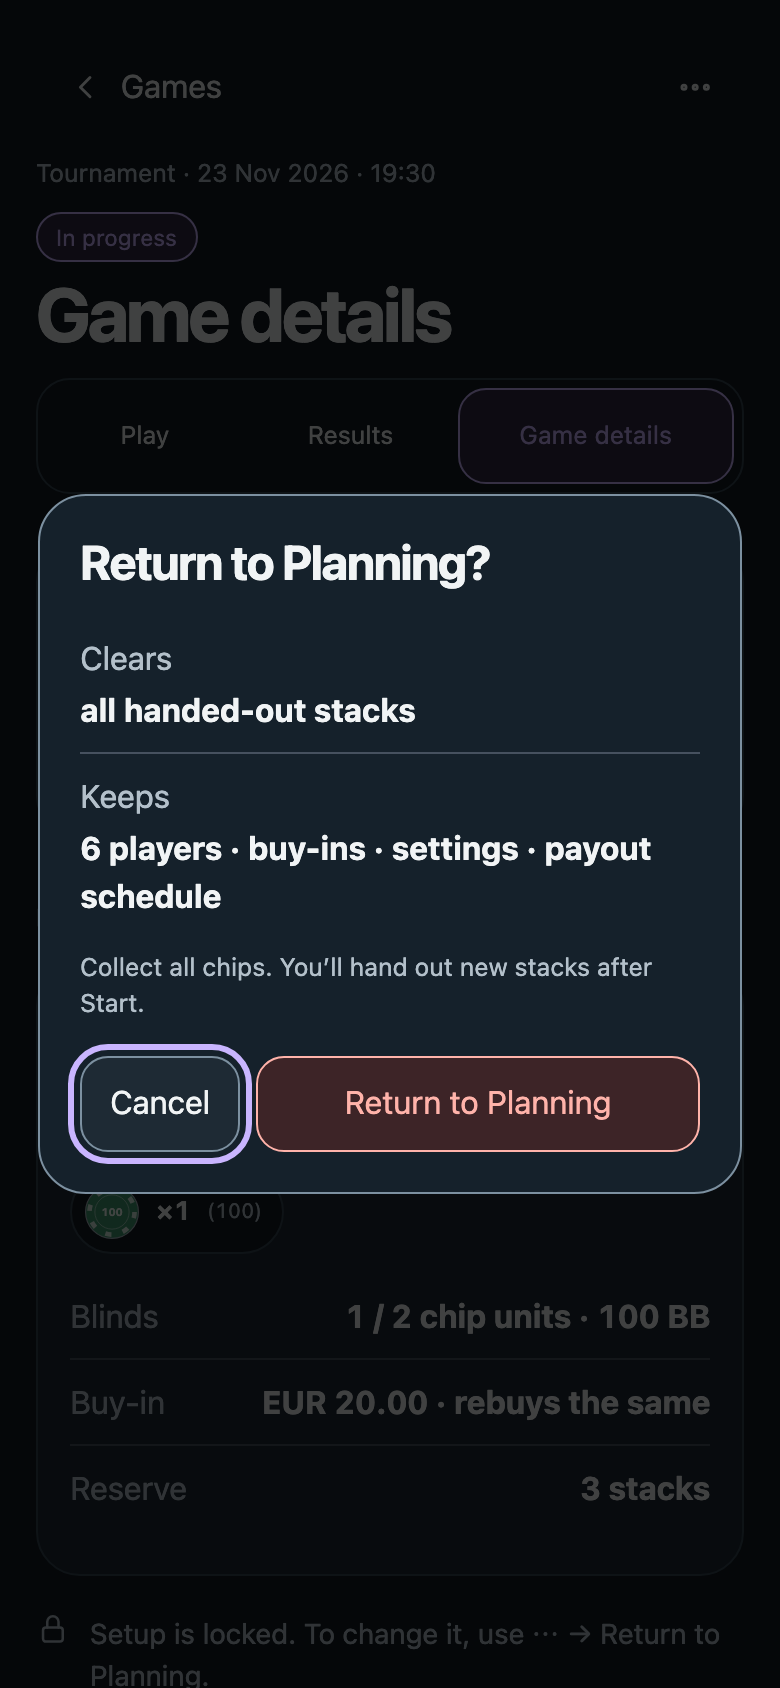 Games
Tournament · 23 Nov 2026 · 19:30
In progress
Game details
Play
Results
Game details
Return to Planning?
Clears
all handed-out stacks
Keeps
6 players · buy-ins · settings · payout
schedule
Collect all chips. You’ll hand out new stacks after
Start.
Cancel
Return to Planning
100 ×1 (100)
Blinds 1 / 2 chip units · 100 BB
Buy-in EUR 20.00 · rebuys the same
Reserve 3 stacks
Setup is locked. To change it, use ··· → Return to
Planning.